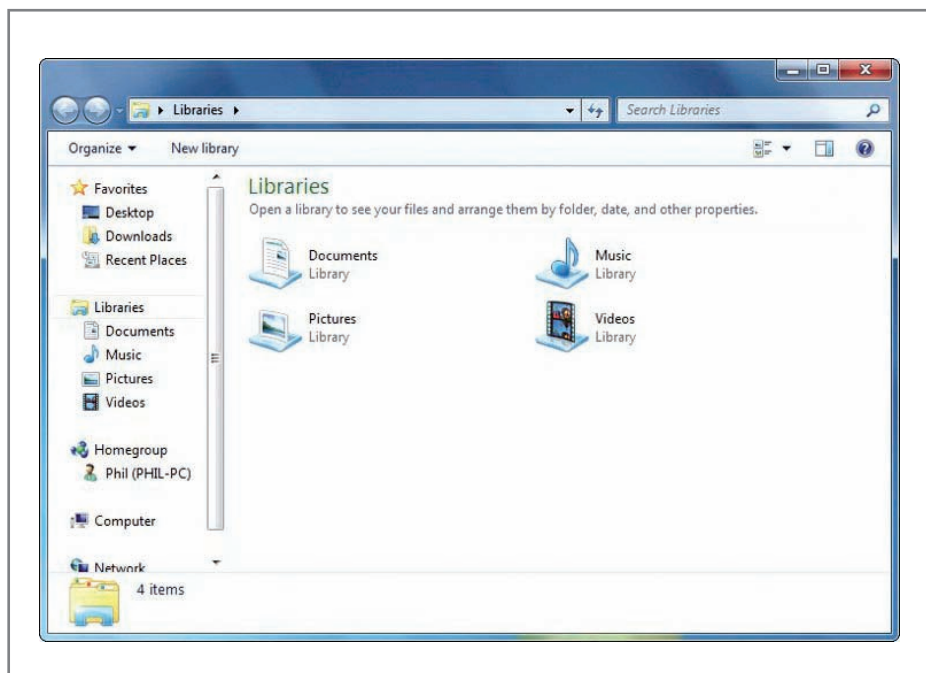 Libraries
Search Libraries
Organize
New library
Favorites
Desktop
Downloads
Recent Places
Libraries
Documents
Music
Pictures
Videos
Homegroup
Phil (PHIL-PC)
Computer
Network
Libraries
Open a library to see your files and arrange them by folder, date, and other properties.
Documents
Library
Music
Library
Pictures
Library
Videos
Library
4 items